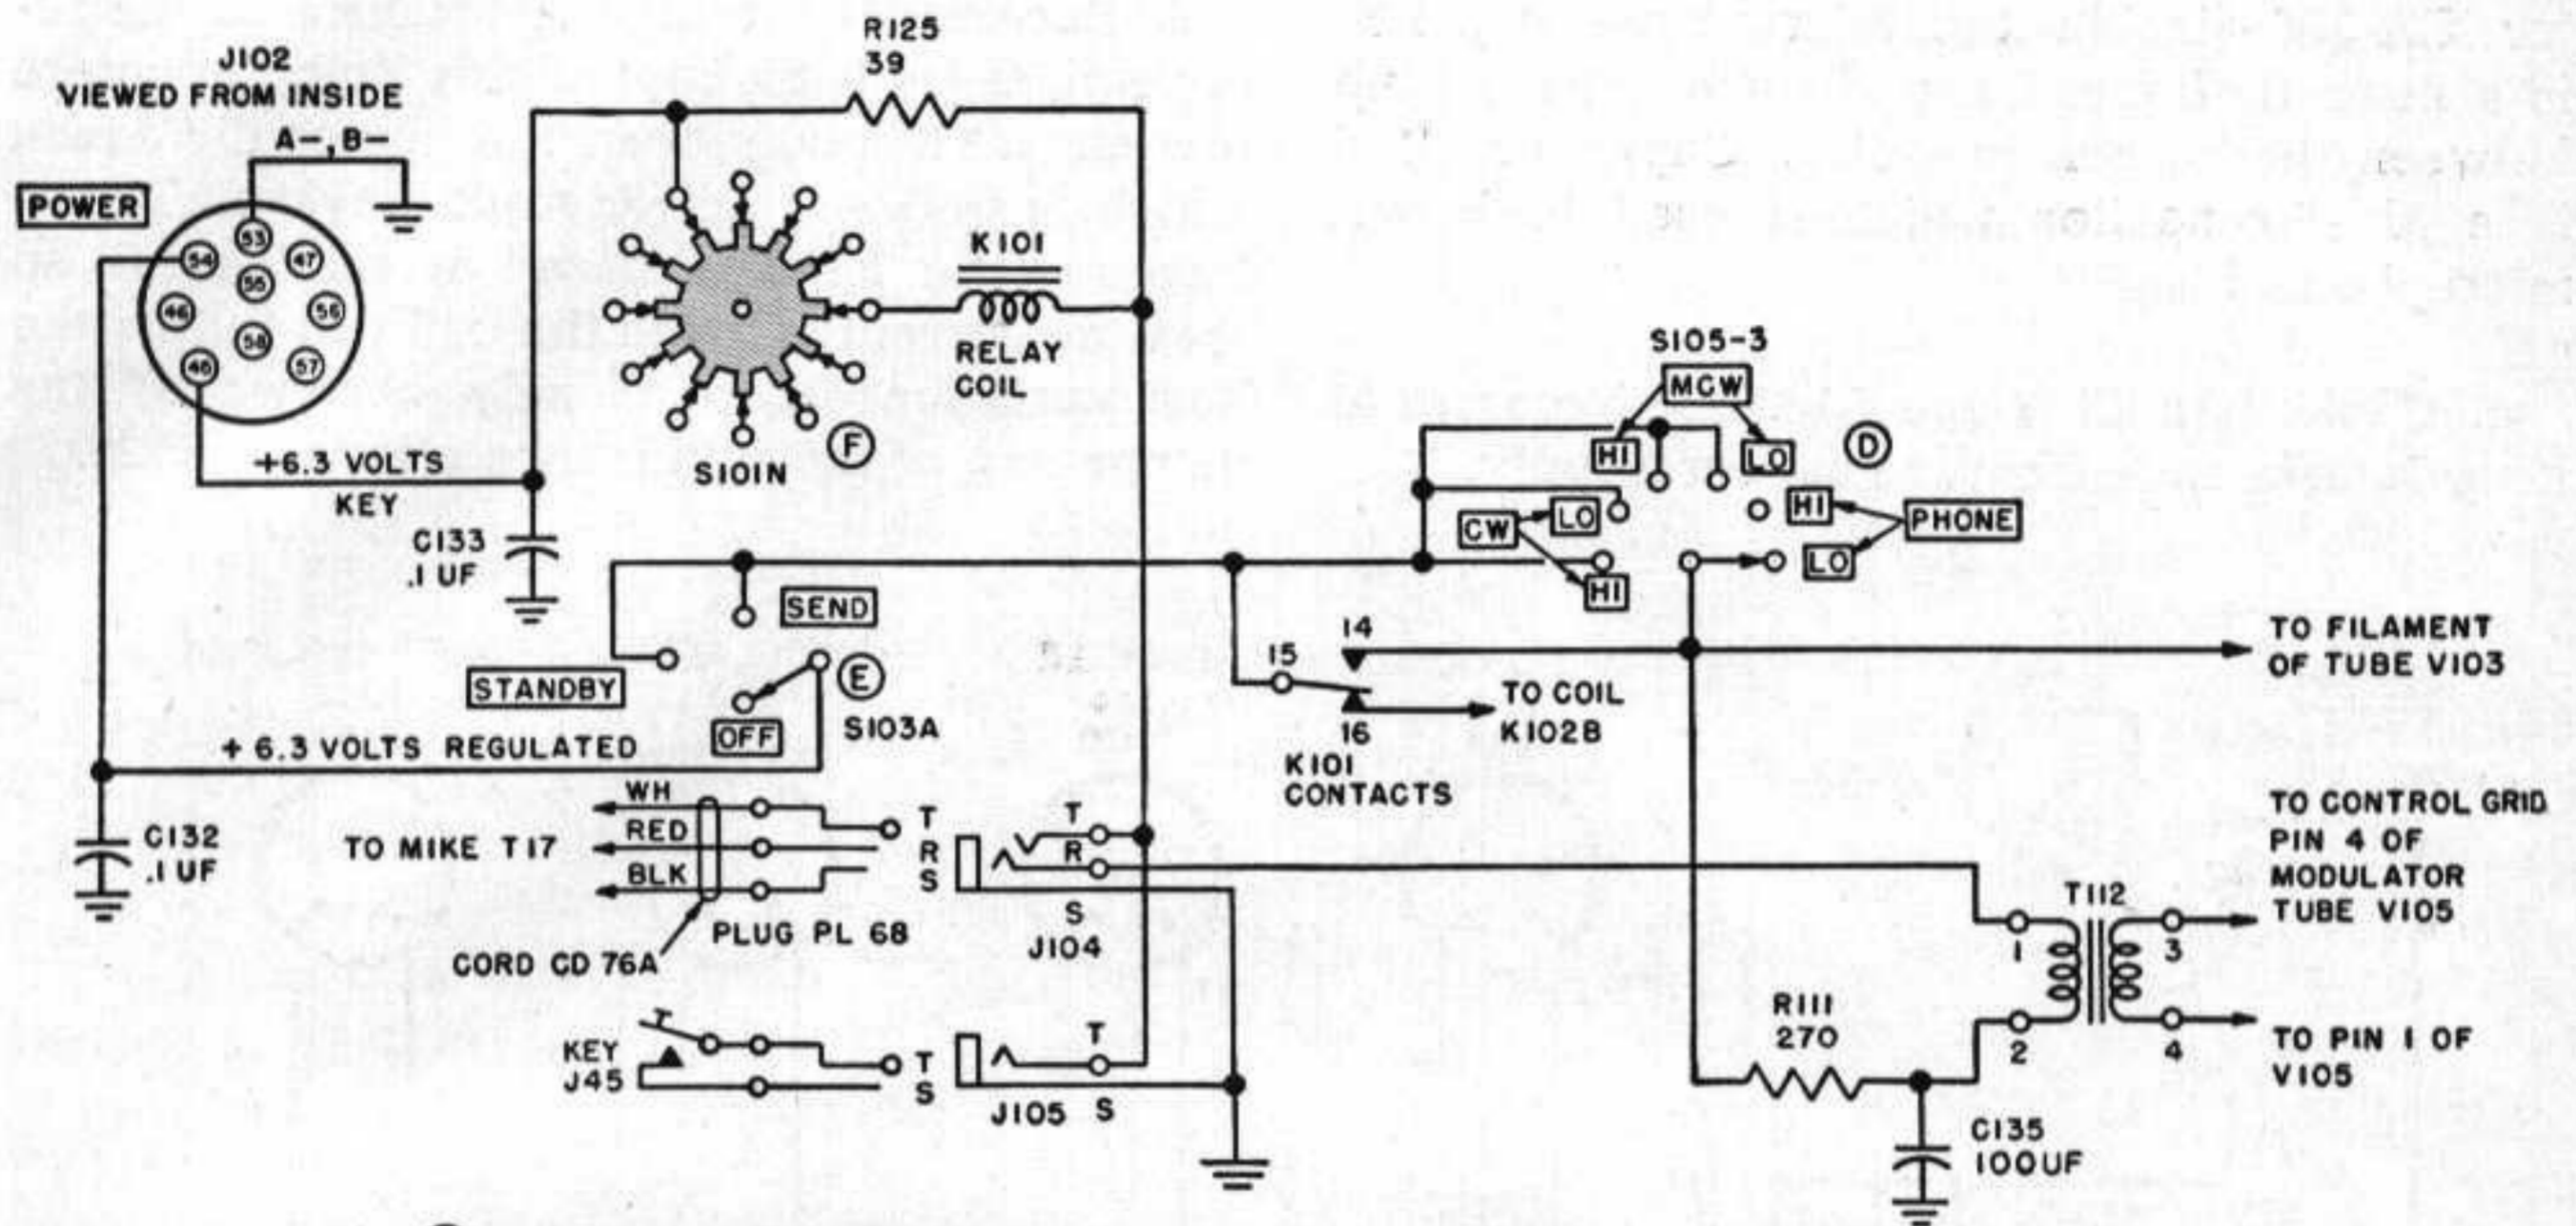 J102
VIEWED FROM INSIDE
A-, B-
POWER
53
54
47
55
46
56
58
48
57
+6.3 VOLTS
KEY
C133
.1 UF
R125
39
K101
RELAY
COIL
S101N
F
S105-3
MCW
HI
LO
D
CW
LO
HI
HI
PHONE
LO
SEND
STANDBY
E
OFF
S103A
+ 6.3 VOLTS REGULATED
14
15
16
TO COIL
K102B
K101
CONTACTS
TO FILAMENT
OF TUBE V103
C132
.1 UF
TO MIKE T17
WH
RED
BLK
T
R
S
T
R
S
J104
PLUG PL 68
CORD CD 76A
KEY
J45
T
S
T
J105 S
T112
1
2
3
4
TO CONTROL GRID
PIN 4 OF
MODULATOR
TUBE V105
TO PIN 1 OF
V105
R111
270
C135
100UF